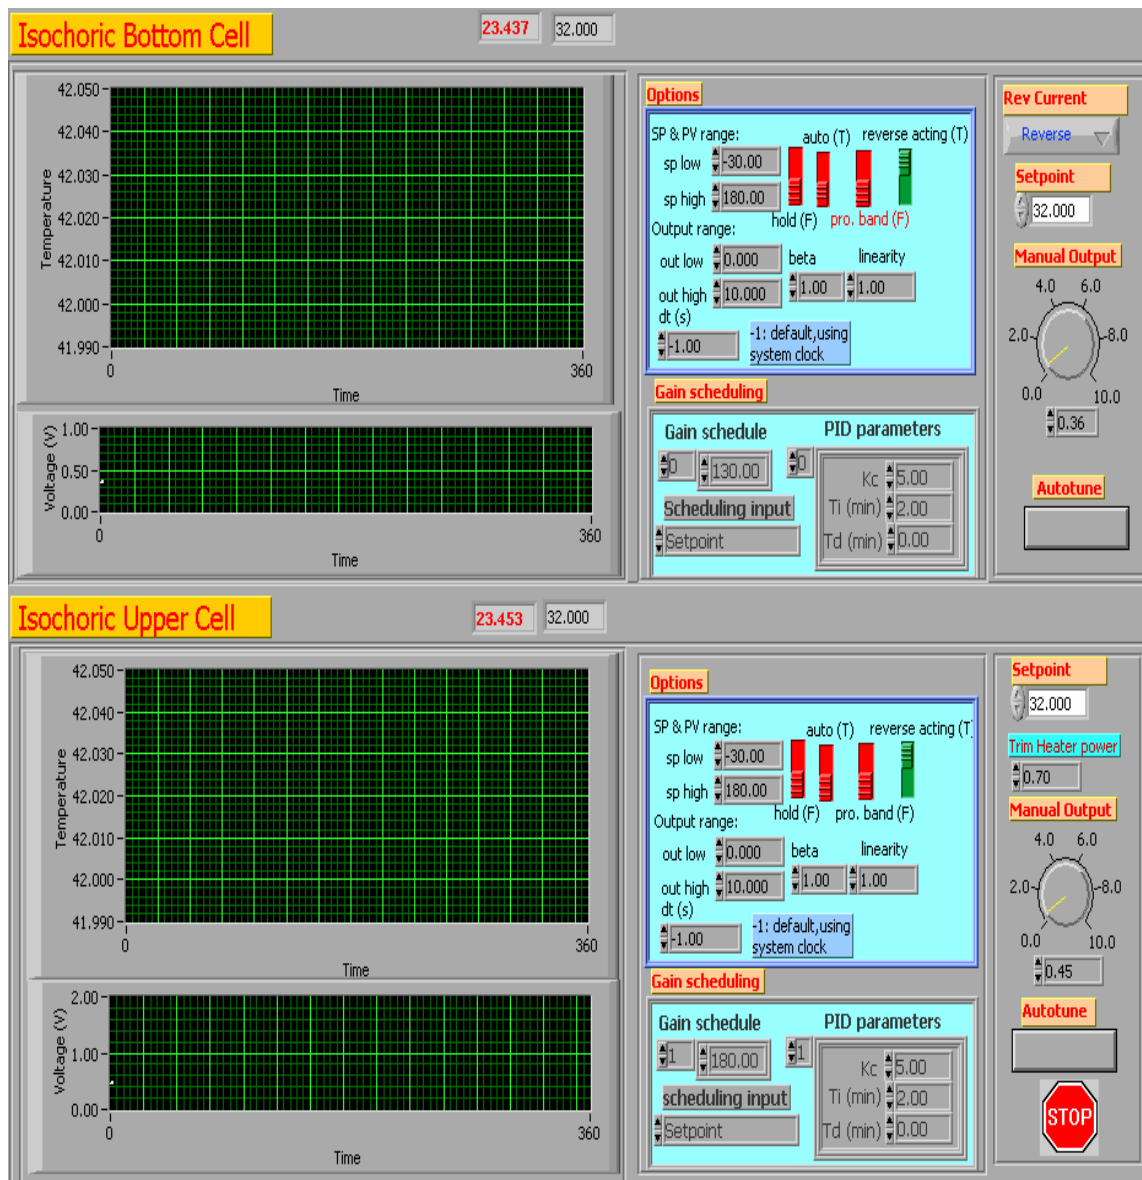 Isochoric Bottom Cell
23.437 32.000
42.050
42.040
42.030
42.020
42.010
42.000
41.990
Temperature
0 360
Time
1.00
0.50
0.00
Voltage (V)
0 360
Time
Options
SP & PV range:
auto (T) reverse acting (T)
sp low -30.00
sp high 180.00
hold (F) pro. band (F)
Output range:
out low 0.000 beta linearity
out high 10.000 1.00 1.00
dt (s)
-1.00
-1: default,using
system clock
Gain scheduling
Gain schedule PID parameters
0 130.00 0
Kc 5.00
Scheduling input
Ti (min) 2.00
Setpoint
Td (min) 0.00
Rev Current
Reverse
Setpoint
32.000
Manual Output
4.0 6.0
2.0 -8.0
0.0 10.0
0.36
Autotune
Isochoric Upper Cell
23.453 32.000
42.050
42.040
42.030
42.020
42.010
42.000
41.990
Temperature
0 360
Time
2.00
1.00
0.00
Voltage (V)
0 360
Time
Options
SP & PV range:
auto (T) reverse acting (T
sp low -30.00
sp high 180.00
hold (F) pro. band (F)
Output range:
out low 0.000 beta linearity
out high 10.000 1.00 1.00
dt (s)
-1.00
-1: default,using
system clock
Gain scheduling
Gain schedule PID parameters
1 180.00 1
Kc 5.00
scheduling input
Ti (min) 2.00
Setpoint
Td (min) 0.00
Setpoint
32.000
Trim Heater power
0.70
Manual Output
4.0 6.0
2.0 -8.0
0.0 10.0
0.45
Autotune
STOP